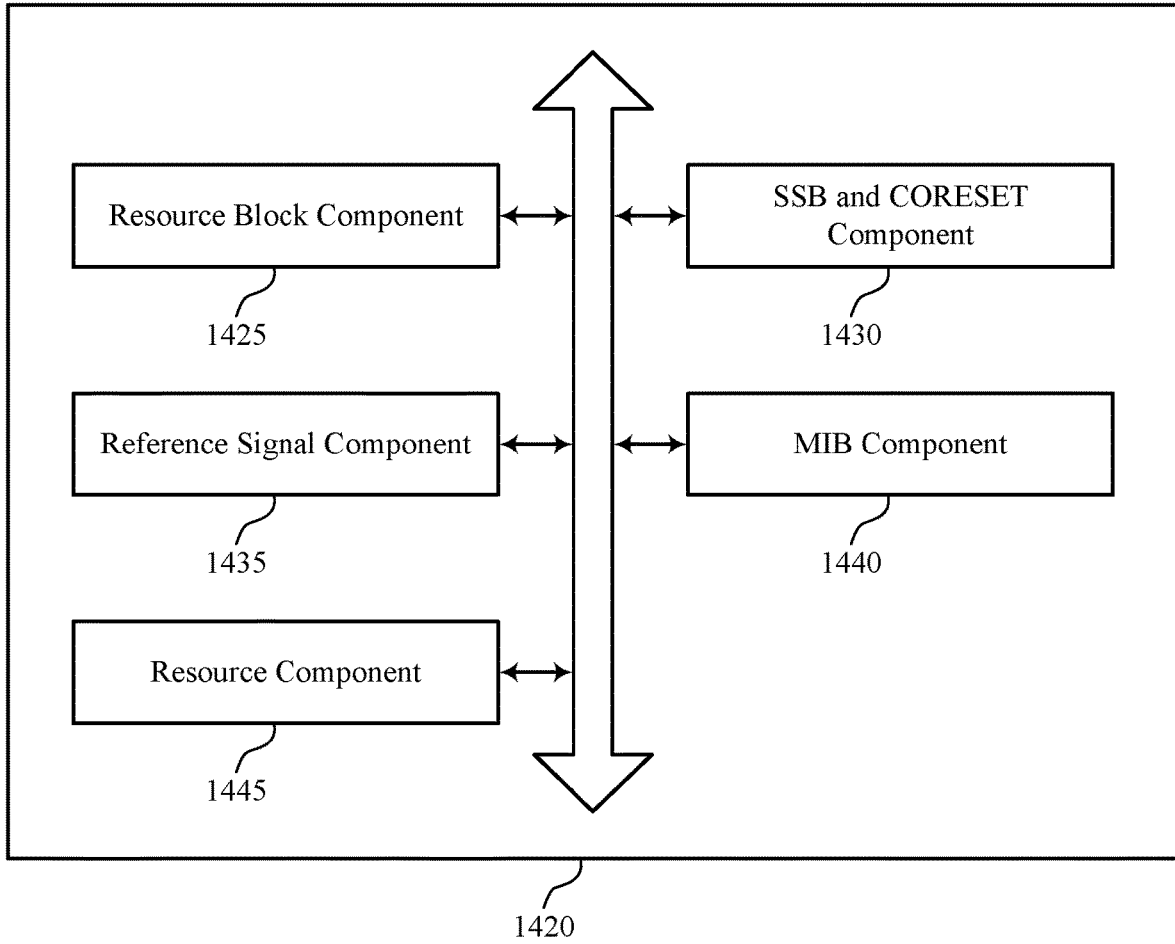 Resource Block Component
1425
SSB and CORESET
Component
1430
Reference Signal Component
1435
MIB Component
1440
Resource Component
1445
1420